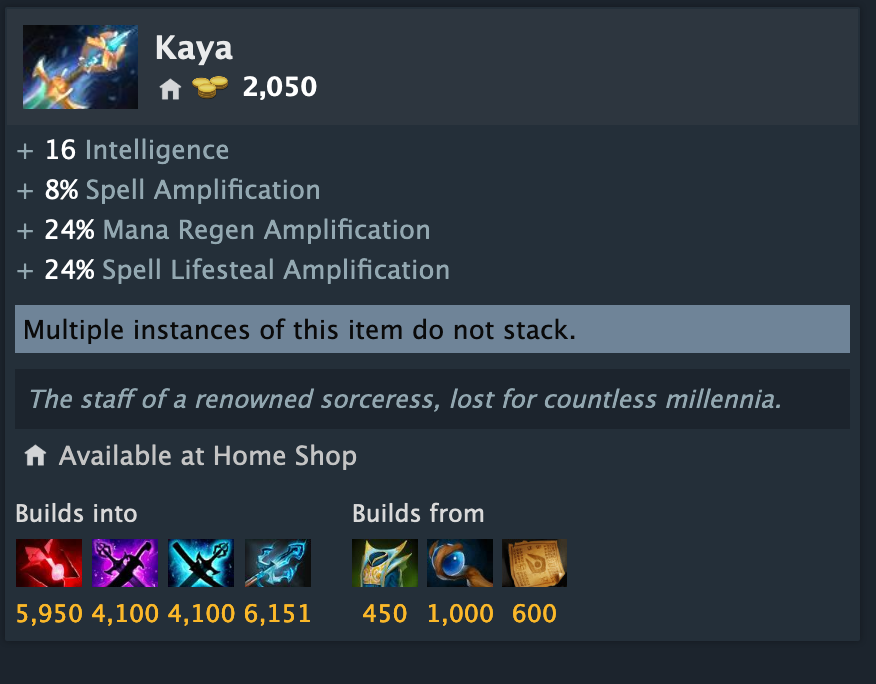 Kaya
2,050
+ 16 Intelligence
+ 8% Spell Amplification
+ 24% Mana Regen Amplification
+ 24% Spell Lifesteal Amplification
Multiple instances of this item do not stack.
The staff of a renowned sorceress, lost for countless millennia.
Available at Home Shop
Builds into
5,950 4,100 4,100 6,151
Builds from
450 1,000 600